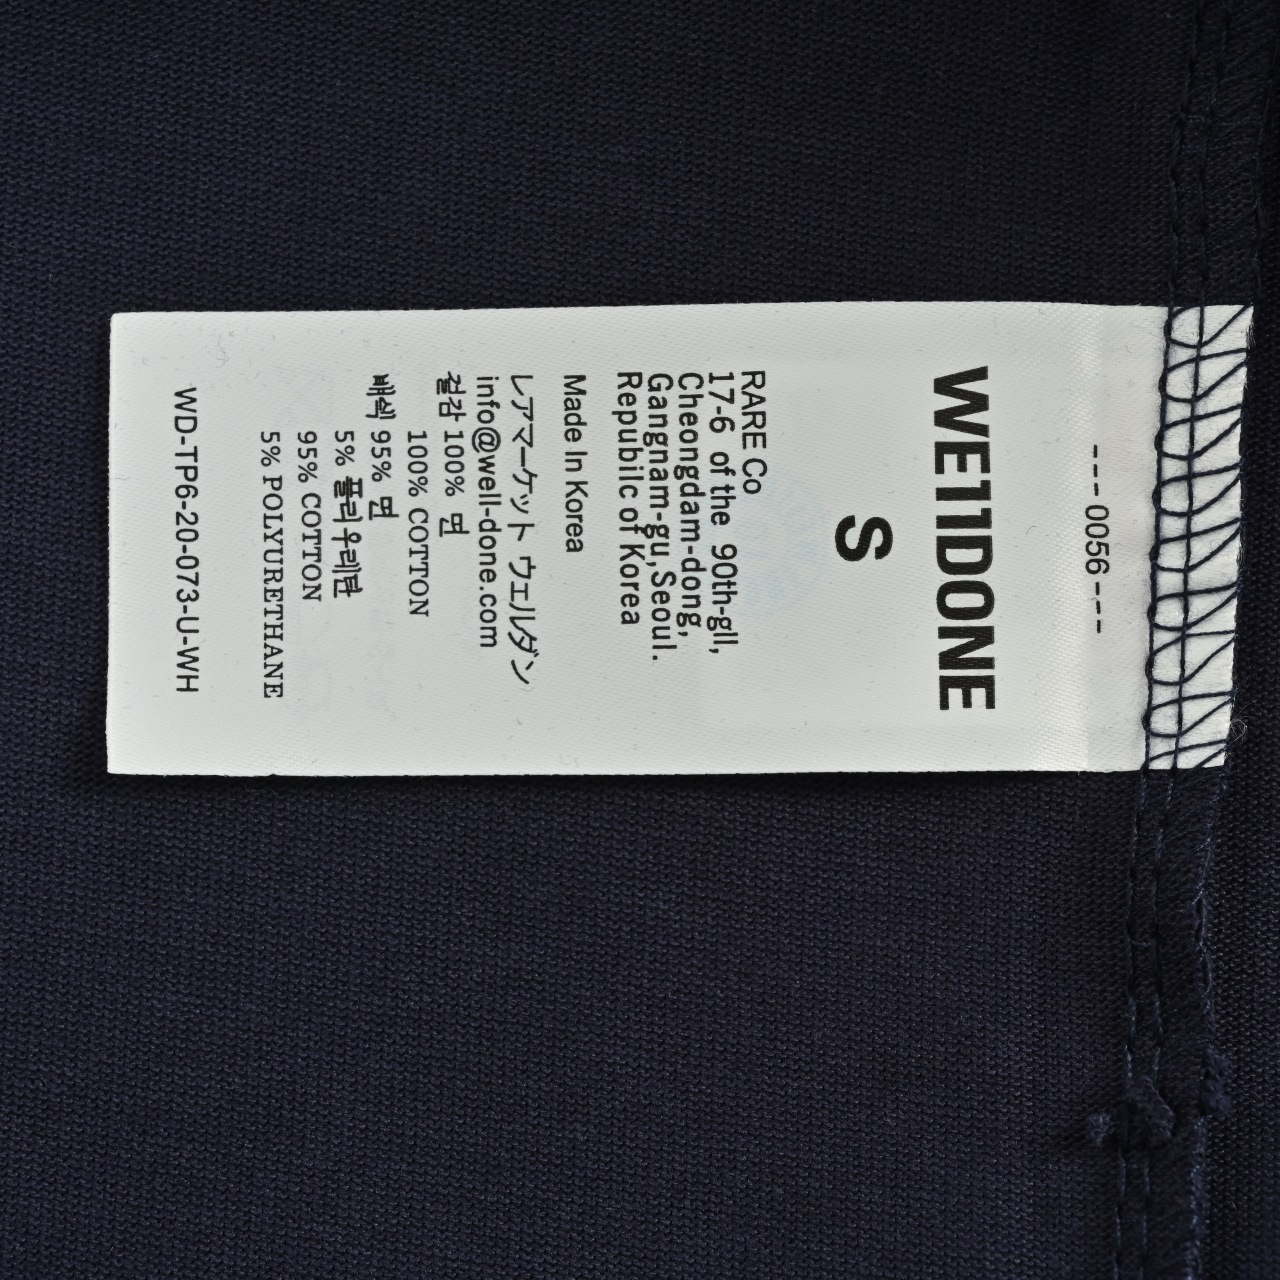 ---0056---
WE11DONE
S
RARE Co
17-6 of the 90th-gll,
Cheongdam-dong,
Gangnam-gu,Seoul.
Repubilc of Korea
Made In Korea
レアマーケット ウェルダン
info@well-done.com
겉감 100% 면
100% COTTON
배색 95% 면
5% 폴리우레탄
95% COTTON
5% POLYURETHANE
WD-TP6-20-073-U-WH